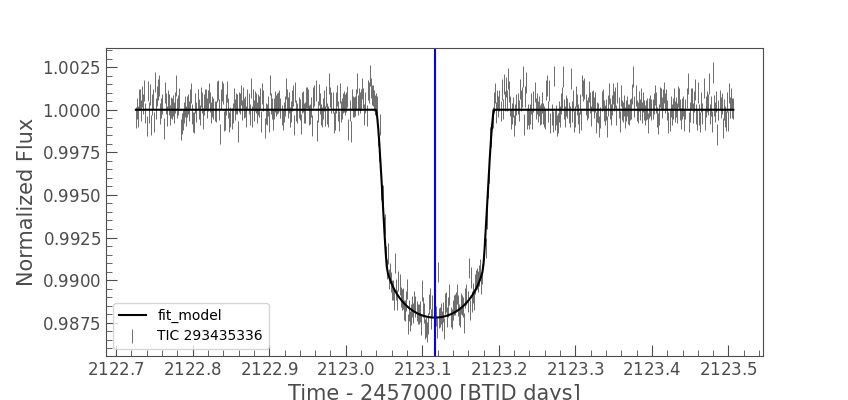 1.0025
1.0000
0.9975
0.9950
0.9925
0.9900
0.9875
Normalized Flux
fit_model
TIC 293435336
2122.7 2122.8 2122.9 2123.0 2123.1 2123.2 2123.3 2123.4 2123.5
Time - 2457000 [BTJD days]